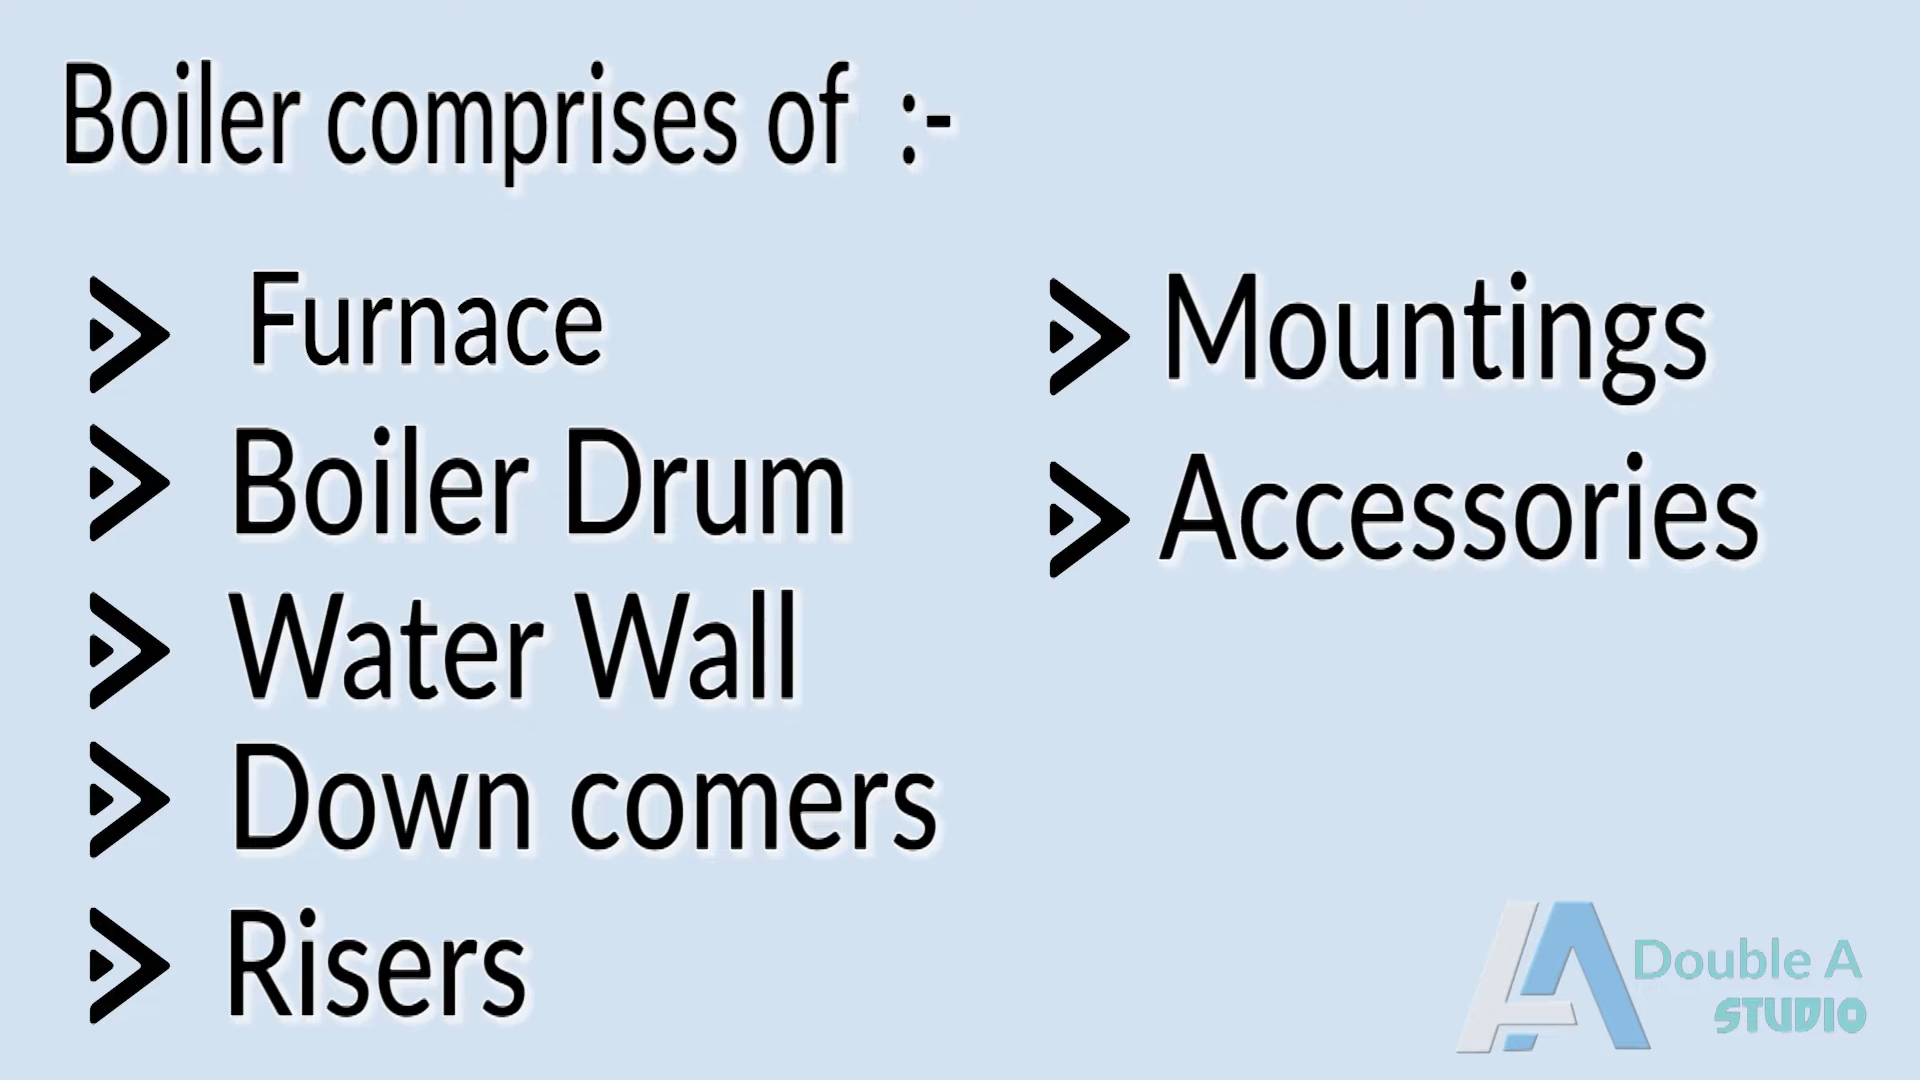 Boiler comprises of :-
Furnace
Boiler Drum
Water Wall
Down comers
Risers
Mountings
Accessories
Double A
STUDIO